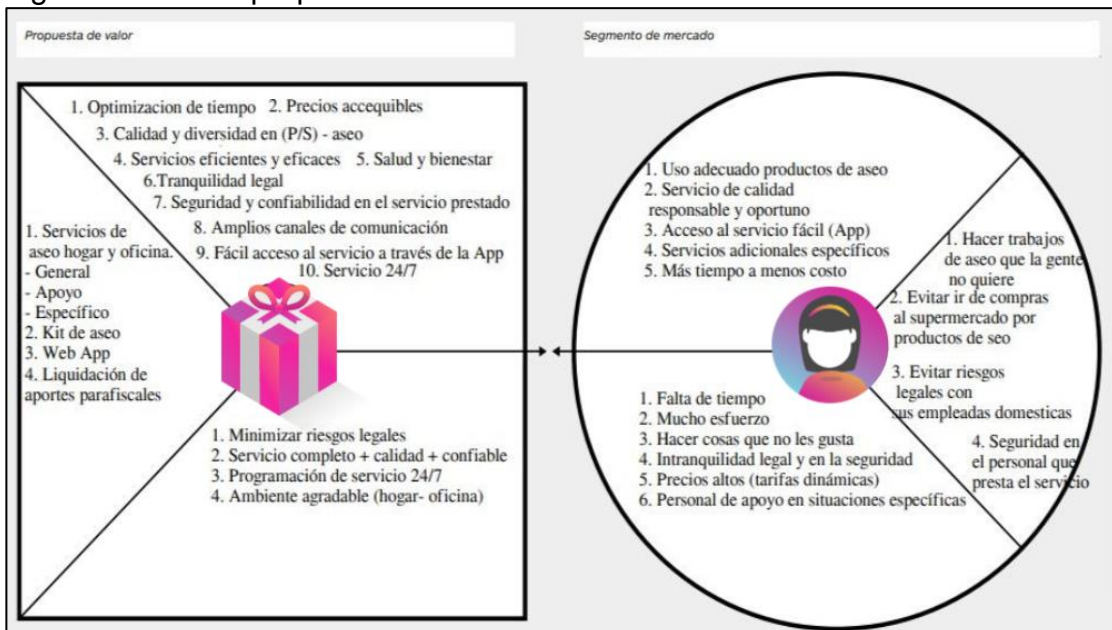 Propuesta de valor
1. Optimizacion de tiempo 2. Precios accequibles
3. Calidad y diversidad en (P/S) - aseo
4. Servicios eficientes y eficaces 5. Salud y bienestar
6.Tranquilidad legal
7. Seguridad y confiabilidad en el servicio prestado
8. Amplios canales de comunicación
9. Fácil acceso al servicio a través de la App
10. Servicio 24/7
1. Servicios de
aseo hogar y oficina.
- General
- Apoyo
- Específico
2. Kit de aseo
3. Web App
4. Liquidación de
aportes parafiscales
1. Minimizar riesgos legales
2. Servicio completo + calidad + confiable
3. Programación de servicio 24/7
4. Ambiente agradable (hogar- oficina)
Segmento de mercado
1. Uso adecuado productos de aseo
2. Servicio de calidad
responsable y oportuno
3. Acceso al servicio fácil (App)
4. Servicios adicionales específicos
5. Más tiempo a menos costo
1. Hacer trabajos
de aseo que la gente
no quiere
2. Evitar ir de compras
al supermercado por
productos de seo
3. Evitar riesgos
legales con
sus empleadas domesticas
4. Seguridad en
el personal que
presta el servicio
1. Falta de tiempo
2. Mucho esfuerzo
3. Hacer cosas que no les gusta
4. Intranquilidad legal y en la seguridad
5. Precios altos (tarifas dinámicas)
6. Personal de apoyo en situaciones específicas